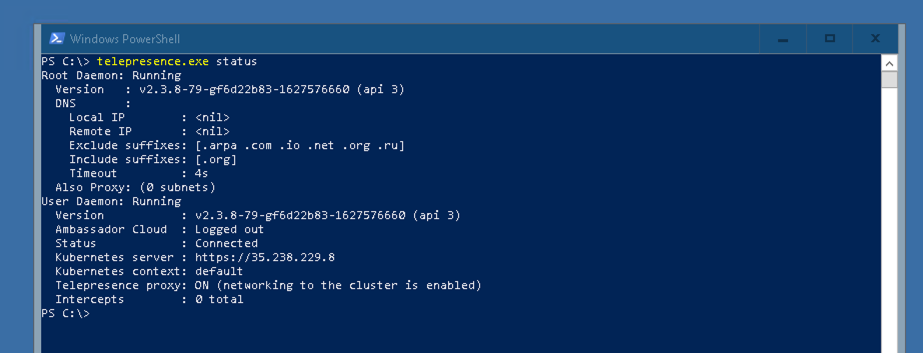 Windows PowerShell
PS C:\> telepresence.exe status
Root Daemon: Running
  Version   : v2.3.8-79-gf6d22b83-1627576660 (api 3)
  DNS       :
    Local IP        : <nil>
    Remote IP       : <nil>
    Exclude suffixes: [.arpa .com .io .net .org .ru]
    Include suffixes: [.org]
    Timeout         : 4s
  Also Proxy: (0 subnets)
User Daemon: Running
  Version           : v2.3.8-79-gf6d22b83-1627576660 (api 3)
  Ambassador Cloud  : Logged out
  Status            : Connected
  Kubernetes server : https://35.238.229.8
  Kubernetes context: default
  Telepresence proxy: ON (networking to the cluster is enabled)
  Intercepts        : 0 total
PS C:\>